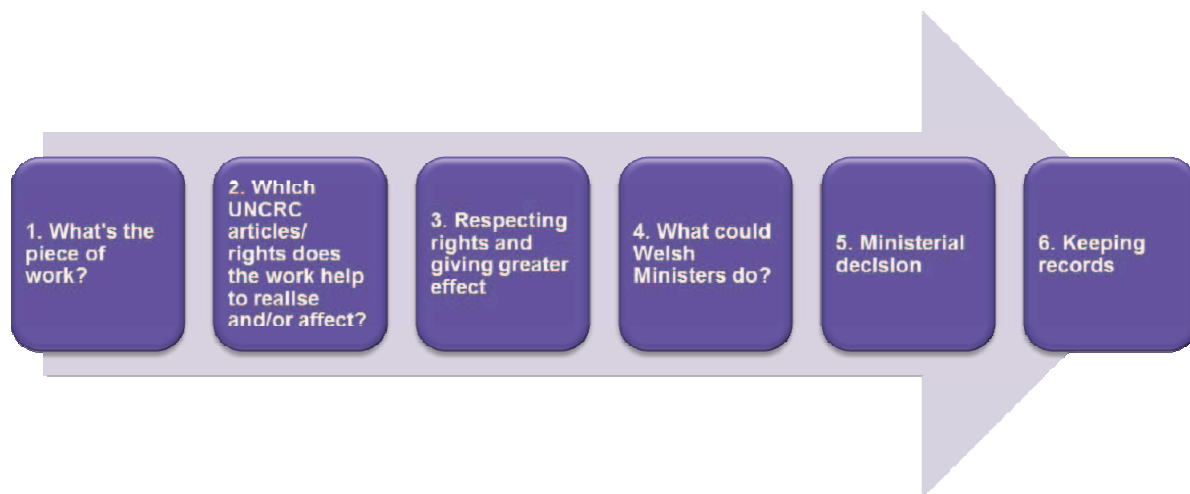 1. What's the
piece of
work?
2. Which
UNCRC
articles/
rights does
the work help
to realise
and/or affect?
3. Respecting
rights and
giving greater
effect
4. What could
Welsh
Ministers do?
5. Ministerial
decision
6. Keeping
records